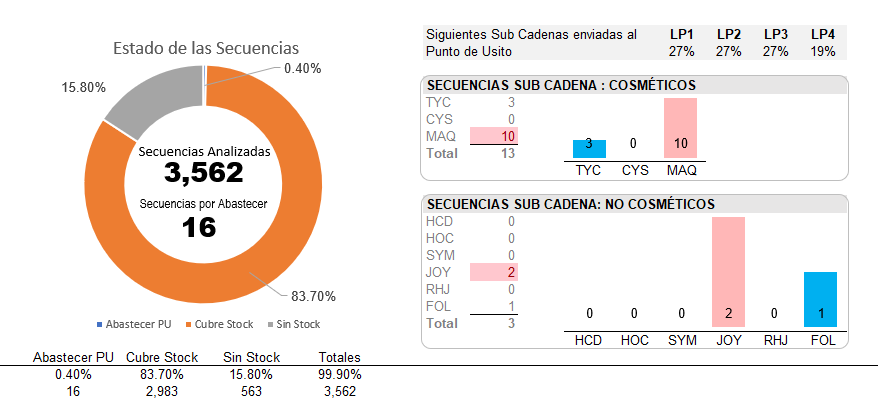 Estado de las Secuencias
0.40%
15.80%
Secuencias Analizadas
3,562
Secuencias por Abastecer
16
83.70%
Abastecer PU Cubre Stock Sin Stock
Abastecer PU Cubre Stock Sin Stock Totales
0.40% 83.70% 15.80% 99.90%
16 2,983 563 3,562
Siguientes Sub Cadenas enviadas al LP1 LP2 LP3 LP4
Punto de Usito 27% 27% 27% 19%
SECUENCIAS SUB CADENA : COSMÉTICOS
TYC 3
CYS 0
MAQ 10
Total 13
3 0 10
TYC CYS MAQ
SECUENCIAS SUB CADENA: NO COSMÉTICOS
HCD 0
HOC 0
SYM 0
JOY 2
RHJ 0
FOL 1
Total 3
0 0 0 2 0 1
HCD HOC SYM JOY RHJ FOL